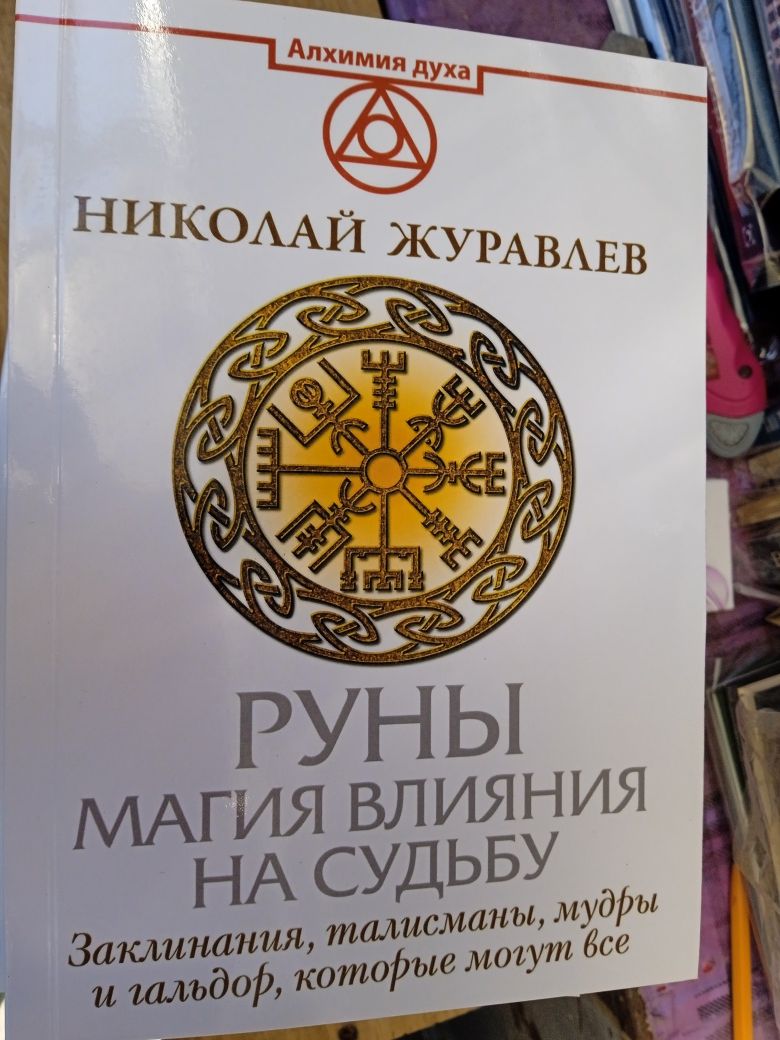 Алхимия духа
НИКОЛАЙ ЖУРАВЛЕВ
РУНЫ
МАГИЯ ВЛИЯНИЯ
НА СУДЬБУ
Заклинания, талисманы, мудры
и гальдор, которые могут все